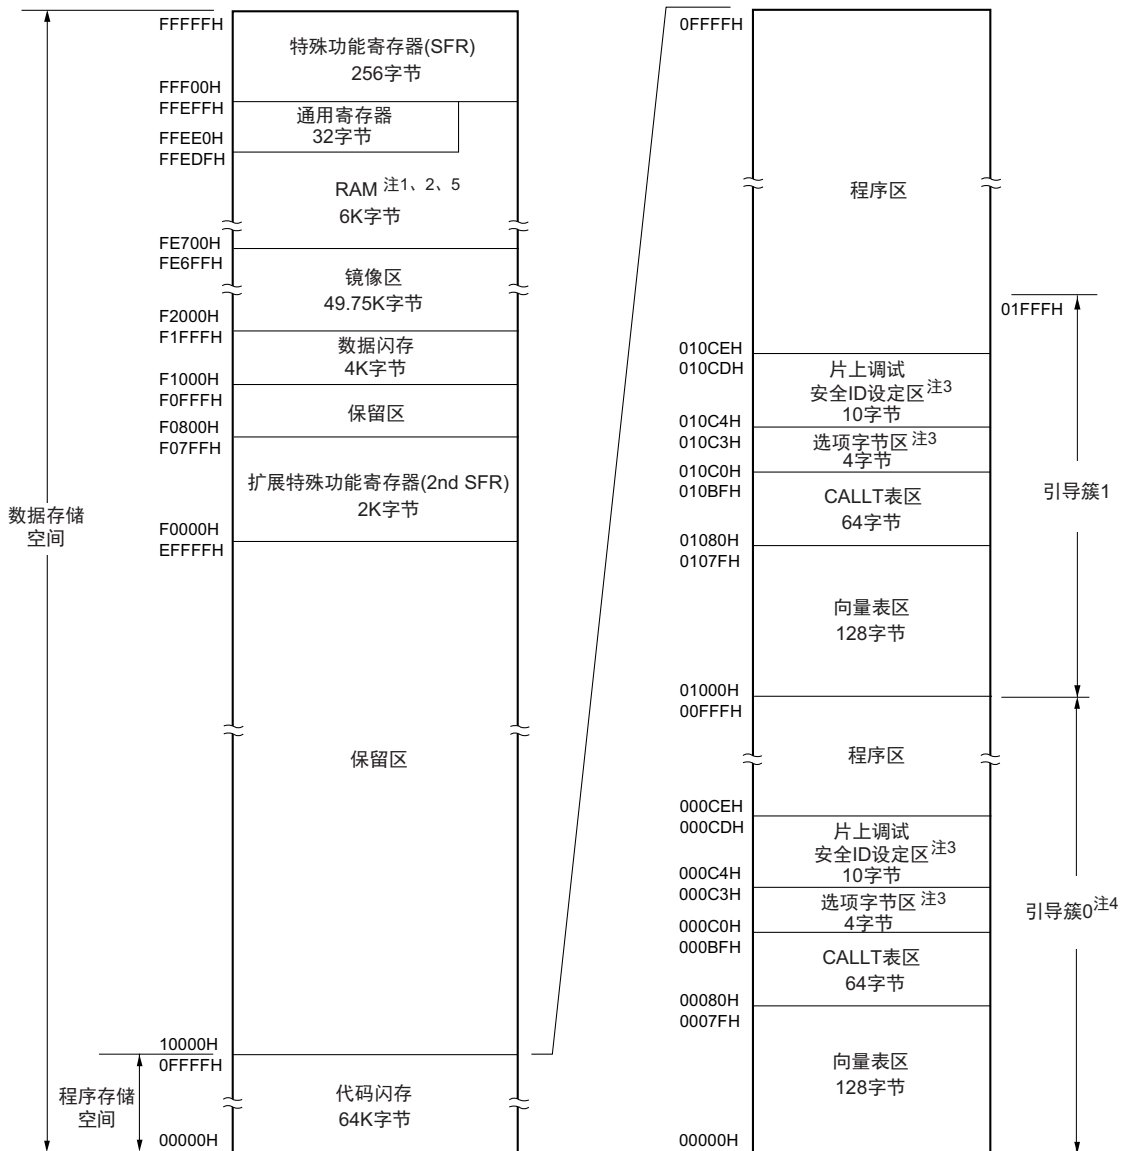 FFFFFH
特殊功能寄存器(SFR)
256字节
FFF00H
FFEFFH
通用寄存器
32字节
FFEE0H
FFEDFH
RAM 注1、2、5
6K字节
FE700H
FE6FFH
镜像区
49.75K字节
F2000H
F1FFFH
数据闪存
4K字节
F1000H
F0FFFH
保留区
F0800H
F07FFH
扩展特殊功能寄存器(2nd SFR)
2K字节
F0000H
EFFFFH
数据存储
空间
保留区
10000H
0FFFFH
程序存储
空间
代码闪存
64K字节
00000H
0FFFFH
程序区
01FFFH
010CEH
010CDH
片上调试
安全ID设定区注3
10字节
010C4H
010C3H
选项字节区注3
4字节
010C0H
010BFH
CALLT表区
64字节
引导簇1
01080H
0107FH
向量表区
128字节
01000H
00FFFH
程序区
000CEH
000CDH
片上调试
安全ID设定区注3
10字节
000C4H
000C3H
选项字节区 注3
4字节
引导簇0注4
000C0H
000BFH
CALLT表区
64字节
00080H
0007FH
向量表区
128字节
00000H